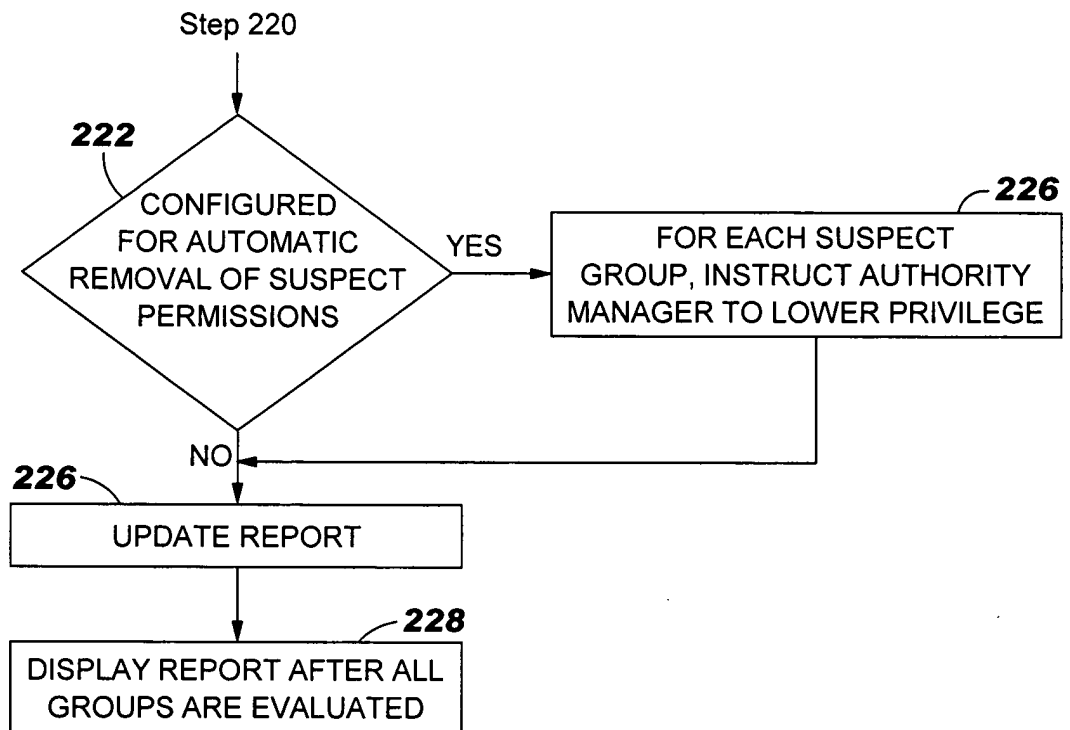 Step 220
222
CONFIGURED
FOR AUTOMATIC
REMOVAL OF SUSPECT
PERMISSIONS
YES
226
FOR EACH SUSPECT
GROUP, INSTRUCT AUTHORITY
MANAGER TO LOWER PRIVILEGE
NO
226
UPDATE REPORT
228
DISPLAY REPORT AFTER ALL
GROUPS ARE EVALUATED